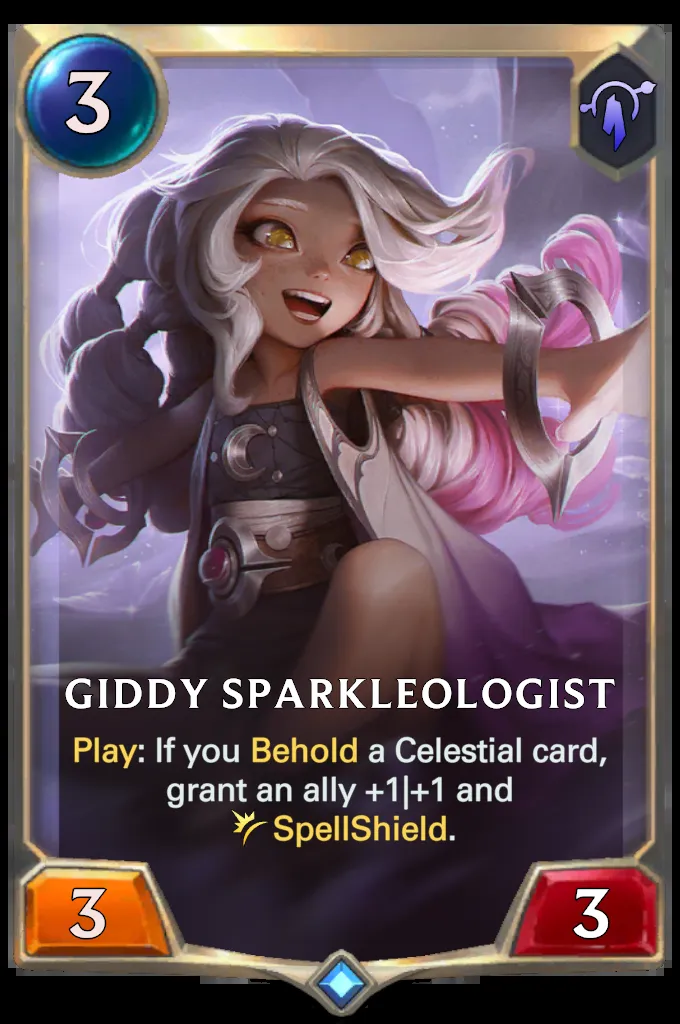 3
GIDDY SPARKLEOLOGIST
Play: If you Behold a Celestial card,
grant an ally +1|+1 and
SpellShield.
3 3